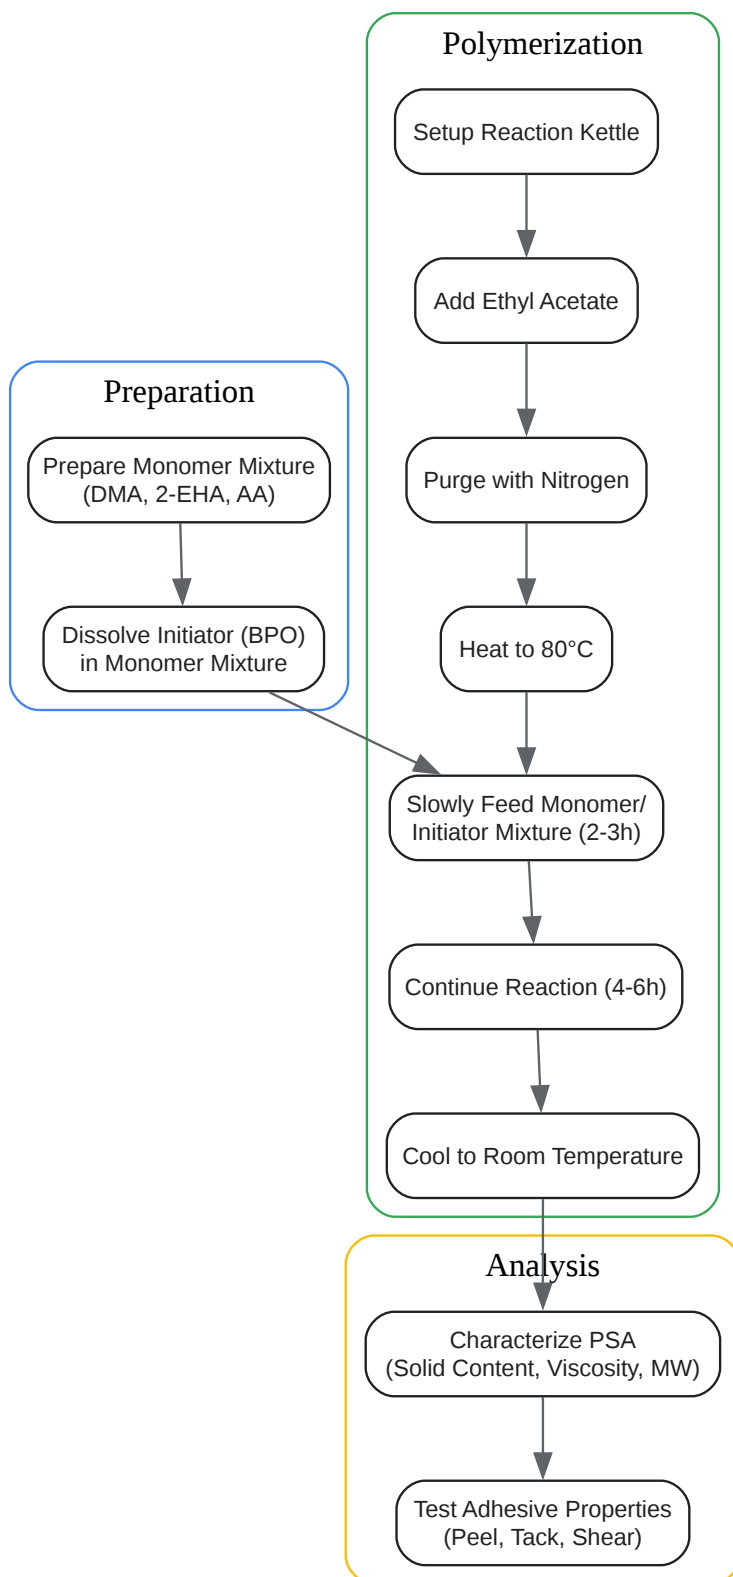 Polymerization
Setup Reaction Kettle
Add Ethyl Acetate
Preparation
Prepare Monomer Mixture
(DMA, 2-EHA, AA)
Purge with Nitrogen
Dissolve Initiator (BPO)
in Monomer Mixture
Heat to 80°C
Slowly Feed Monomer/
Initiator Mixture (2-3h)
Continue Reaction (4-6h)
Cool to Room Temperature
Analysis
Characterize PSA
(Solid Content, Viscosity, MW)
Test Adhesive Properties
(Peel, Tack, Shear)